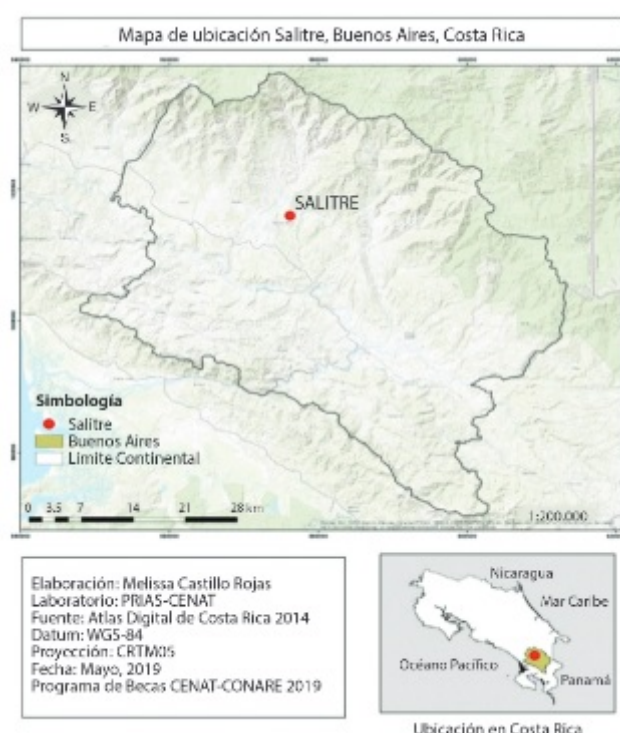 Mapa de ubicación Salitre, Buenos Aires, Costa Rica
N
W E
S
SALITRE
Simbología
Salitre
Buenos Aires
Limite Continental
0 3.5 7 14 21 28 km
1:200.000
Elaboración: Melissa Castillo Rojas
Laboratorio: PRIAS-CENAT
Fuente: Atlas Digital de Costa Rica 2014
Datum: WGS-84
Proyección: CRTM05
Fecha: Mayo, 2019
Programa de Becas CENAT-CONARE 2019
Nicaragua
Mar Caribe
Océano Pacífico
Panamá
Ubicación en Costa Rica